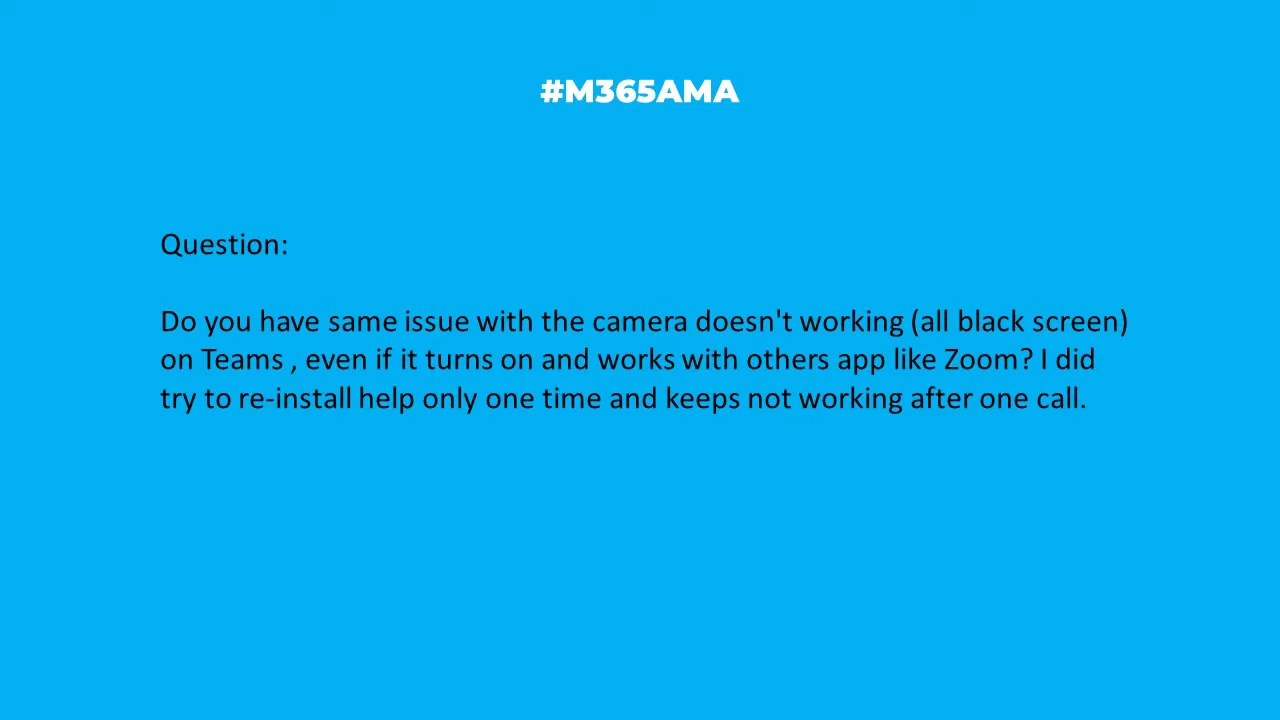 #M365AMA
Question:
Do you have same issue with the camera doesn't working (all black screen)
on Teams , even if it turns on and works with others app like Zoom? I did
try to re-install help only one time and keeps not working after one call.